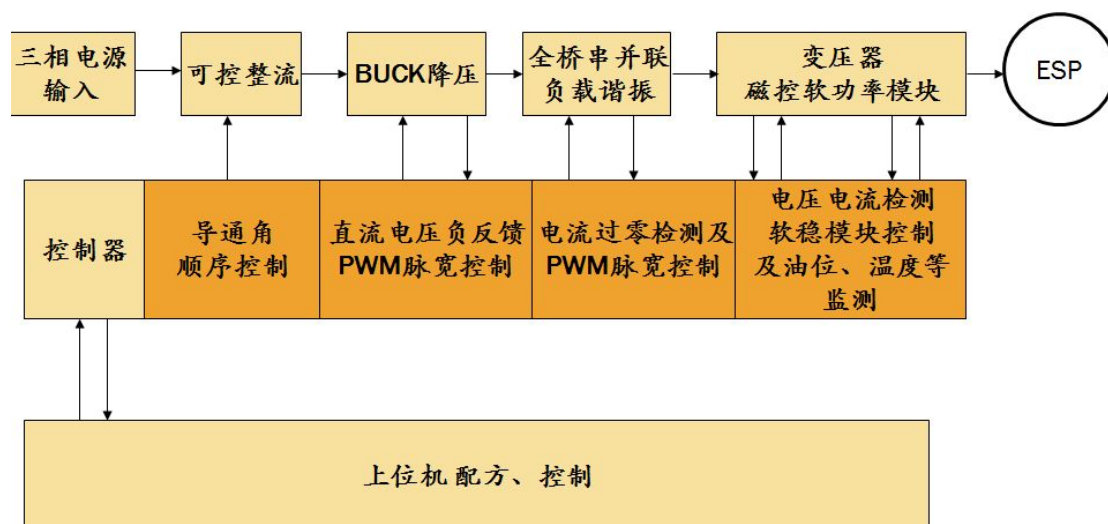 三相电源
输入
可控整流
BUCK降压
全桥串并联
负载谐振
变压器
磁控软功率模块
ESP
控制器
导通角
顺序控制
直流电压负反馈
PWM脉宽控制
电流过零检测及
PWM脉宽控制
电压电流检测
软稳模块控制
及油位、温度等
监测
上位机 配方、控制